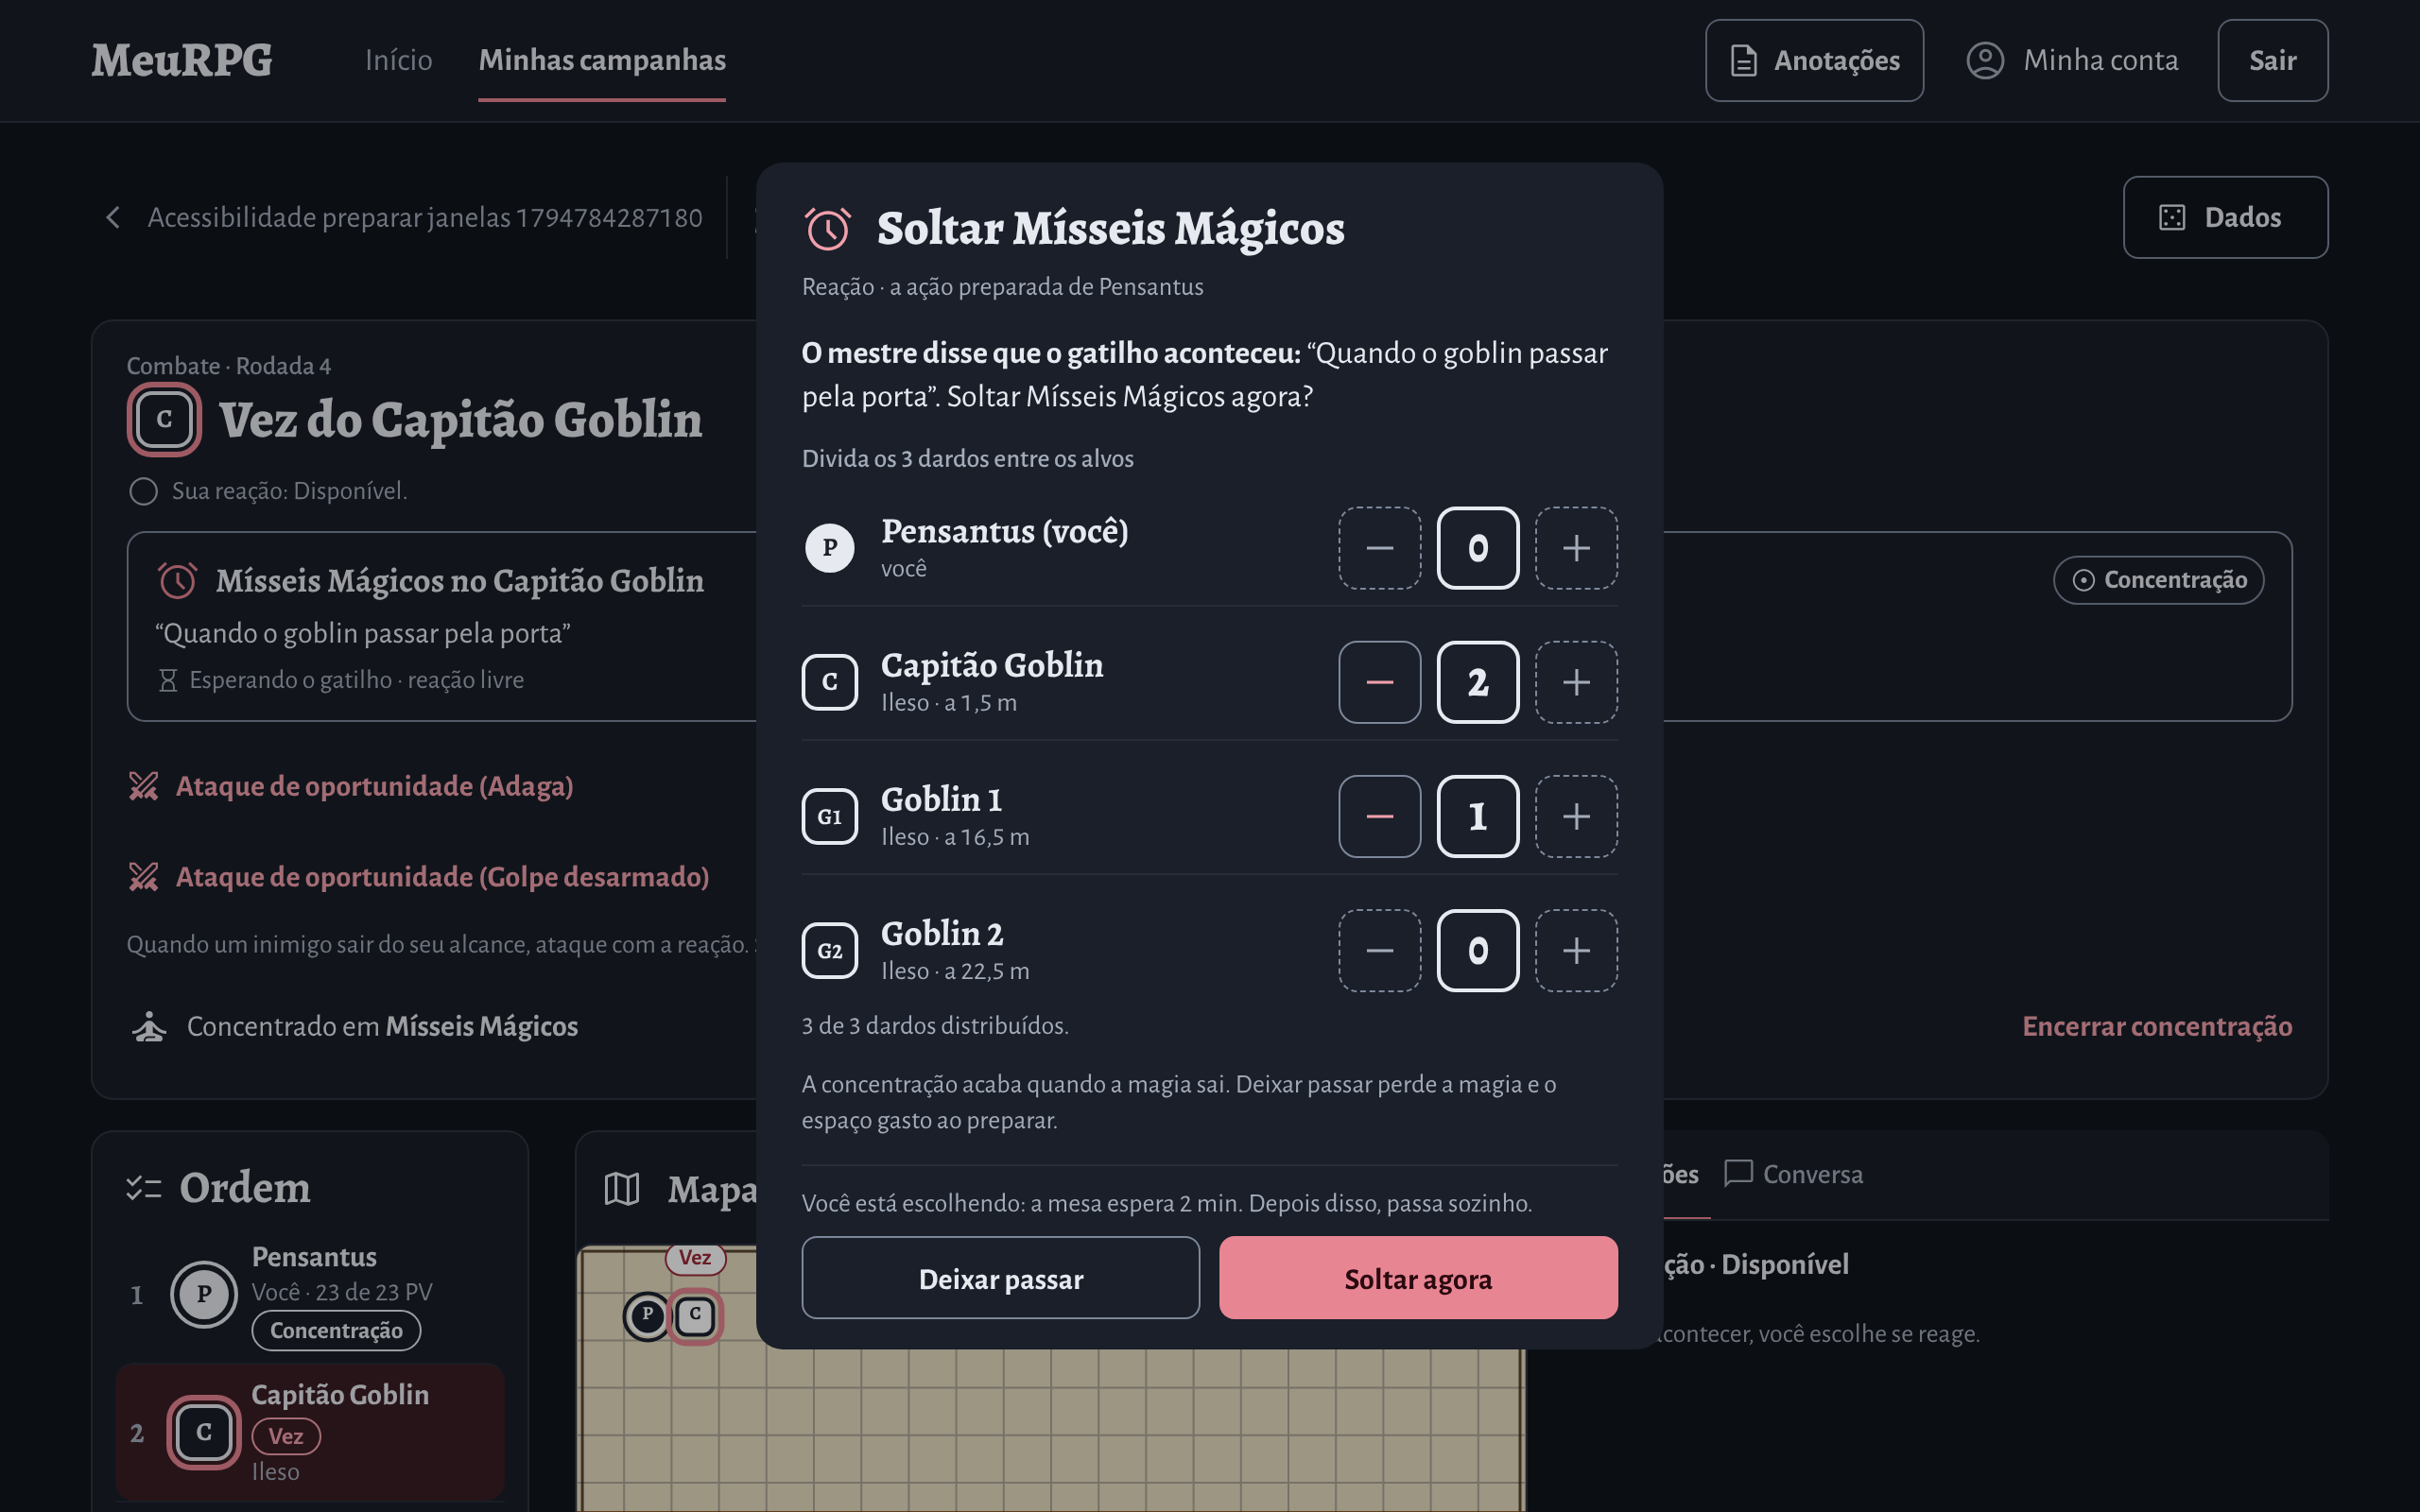 MeuRPG
Início
Minhas campanhas
Anotações
Minha conta
Sair
Acessibilidade preparar janelas 1794784287180
Dados
Combate · Rodada 4
C
Vez do Capitão Goblin
Sua reação: Disponível.
Mísseis Mágicos no Capitão Goblin
“Quando o goblin passar pela porta”
Esperando o gatilho · reação livre
Concentração
Ataque de oportunidade (Adaga)
Ataque de oportunidade (Golpe desarmado)
Quando um inimigo sair do seu alcance, ataque com a reação.
Concentrado em Mísseis Mágicos
Encerrar concentração
Soltar Mísseis Mágicos
Reação · a ação preparada de Pensantus
O mestre disse que o gatilho aconteceu: “Quando o goblin passar
pela porta”. Soltar Mísseis Mágicos agora?
Divida os 3 dardos entre os alvos
P
Pensantus (você)
você
0
C
Capitão Goblin
Ileso · a 1,5 m
2
G1
Goblin 1
Ileso · a 16,5 m
1
G2
Goblin 2
Ileso · a 22,5 m
0
3 de 3 dardos distribuídos.
A concentração acaba quando a magia sai. Deixar passar perde a magia e o
espaço gasto ao preparar.
Você está escolhendo: a mesa espera 2 min. Depois disso, passa sozinho.
Deixar passar
Soltar agora
Ordem
1
P
Pensantus
Você · 23 de 23 PV
Concentração
2
C
Capitão Goblin
Vez
Ileso
Mapa
Vez
P
C
ões
Conversa
ção · Disponível
acontecer, você escolhe se reage.